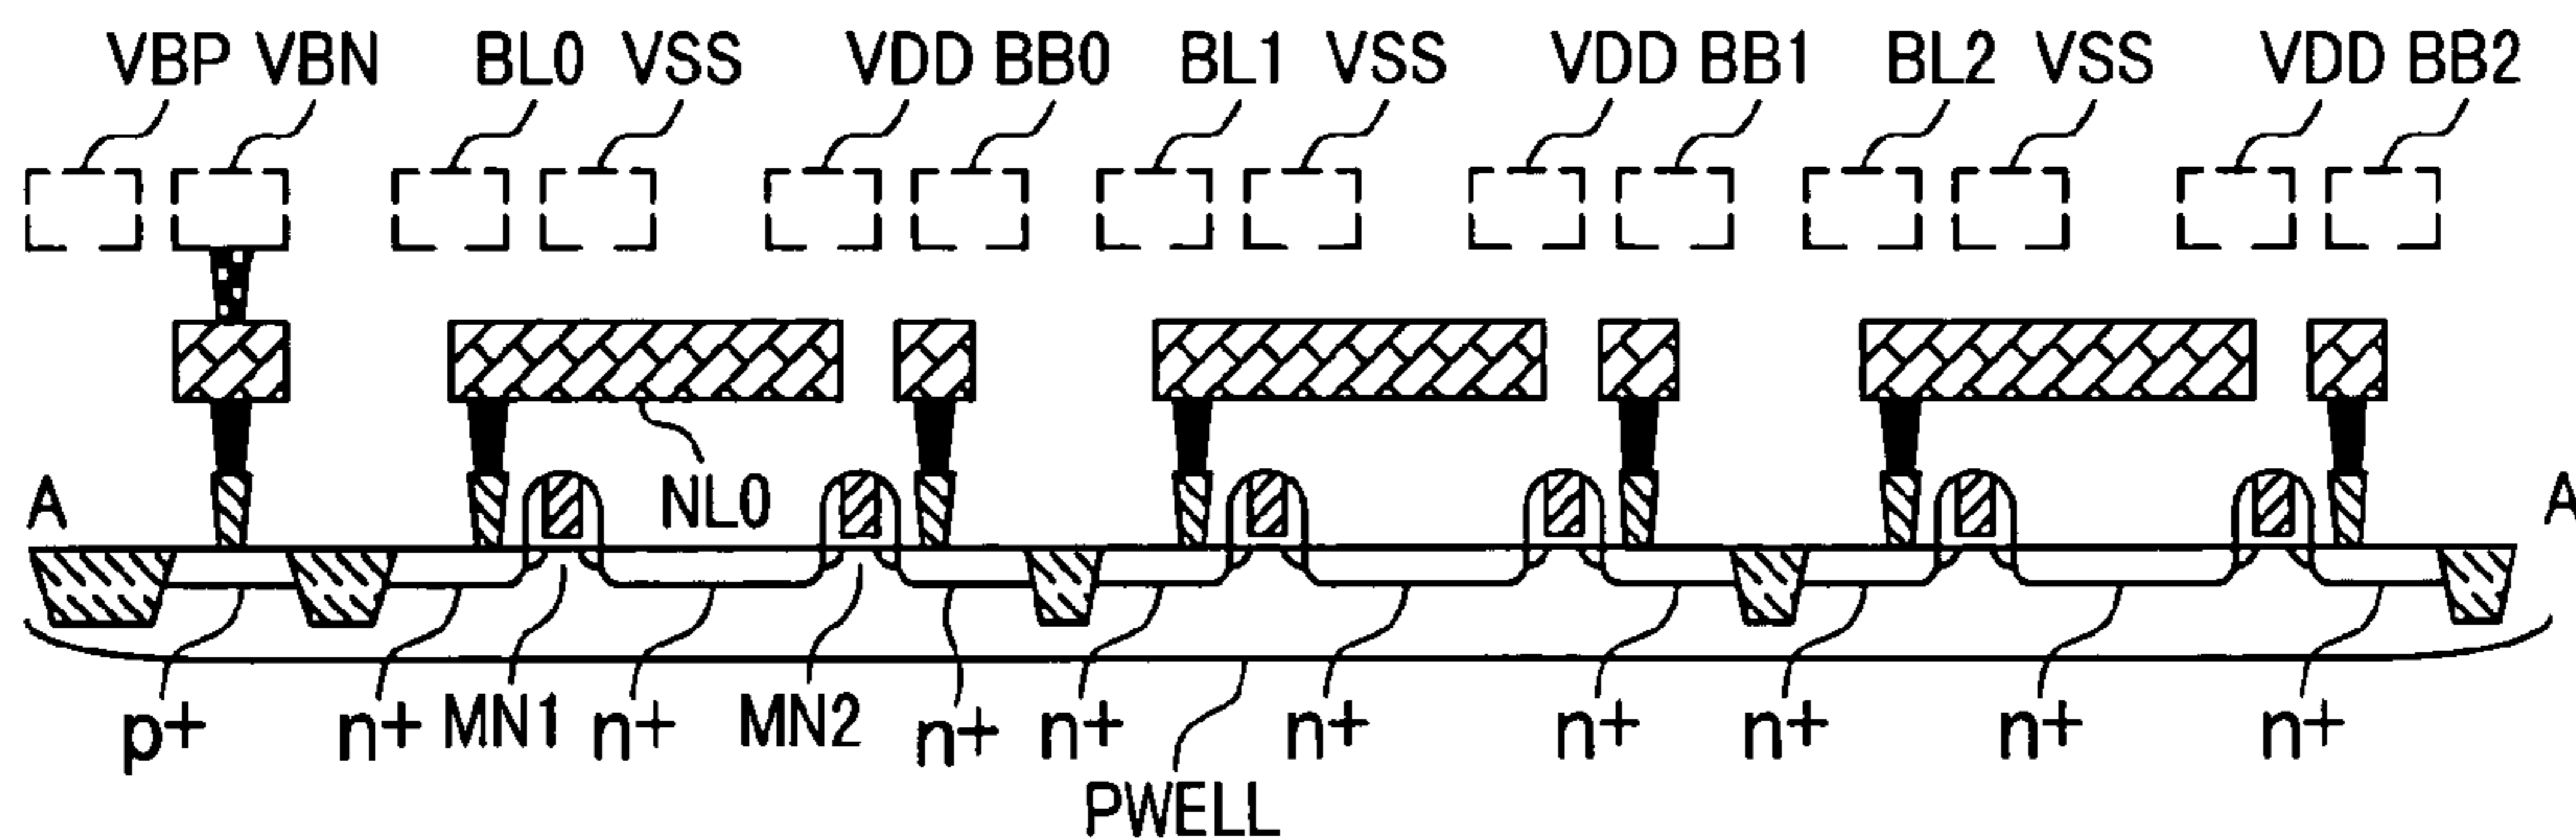 VBP VBN BL0 VSS VDD BB0 BL1 VSS VDD BB1 BL2 VSS VDD BB2
A NL0 A
p+ n+ MN1 n+ MN2 n+ n+ n+ n+ n+ n+ n+
PWELL